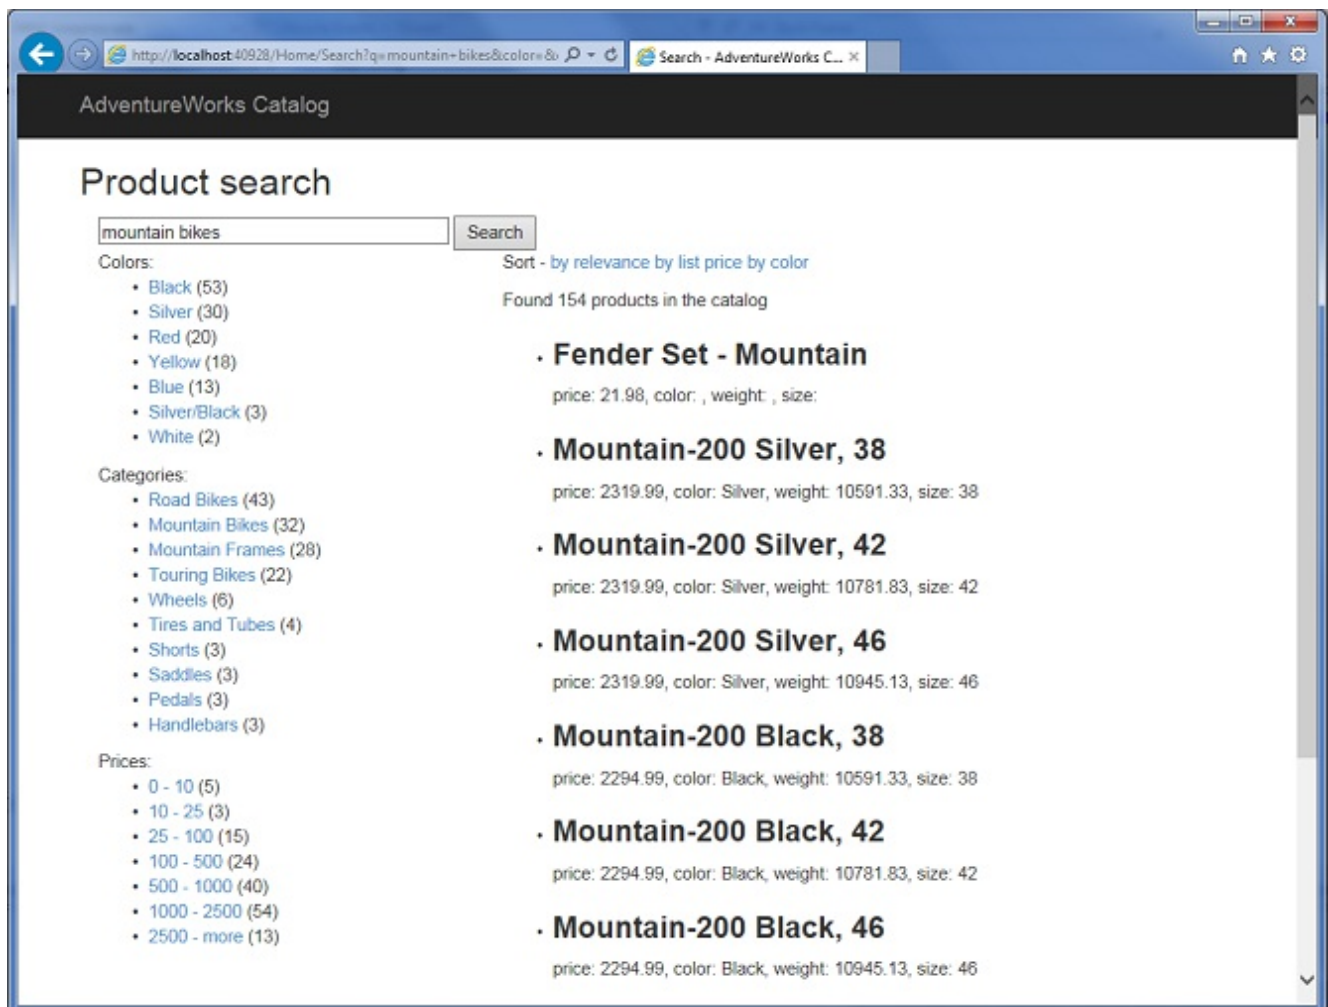 http://localhost:40928/Home/Search?q=mountain+bikes&color=&
Search - AdventureWorks C...
AdventureWorks Catalog
Product search
mountain bikes
Search
Colors:
Black (53)
Silver (30)
Red (20)
Yellow (18)
Blue (13)
Silver/Black (3)
White (2)
Categories:
Road Bikes (43)
Mountain Bikes (32)
Mountain Frames (28)
Touring Bikes (22)
Wheels (6)
Tires and Tubes (4)
Shorts (3)
Saddles (3)
Pedals (3)
Handlebars (3)
Prices:
0 - 10 (5)
10 - 25 (3)
25 - 100 (15)
100 - 500 (24)
500 - 1000 (40)
1000 - 2500 (54)
2500 - more (13)
Sort - by relevance by list price by color
Found 154 products in the catalog
Fender Set - Mountain
price: 21.98, color: , weight: , size:
Mountain-200 Silver, 38
price: 2319.99, color: Silver, weight: 10591.33, size: 38
Mountain-200 Silver, 42
price: 2319.99, color: Silver, weight: 10781.83, size: 42
Mountain-200 Silver, 46
price: 2319.99, color: Silver, weight: 10945.13, size: 46
Mountain-200 Black, 38
price: 2294.99, color: Black, weight: 10591.33, size: 38
Mountain-200 Black, 42
price: 2294.99, color: Black, weight: 10781.83, size: 42
Mountain-200 Black, 46
price: 2294.99, color: Black, weight: 10945.13, size: 46